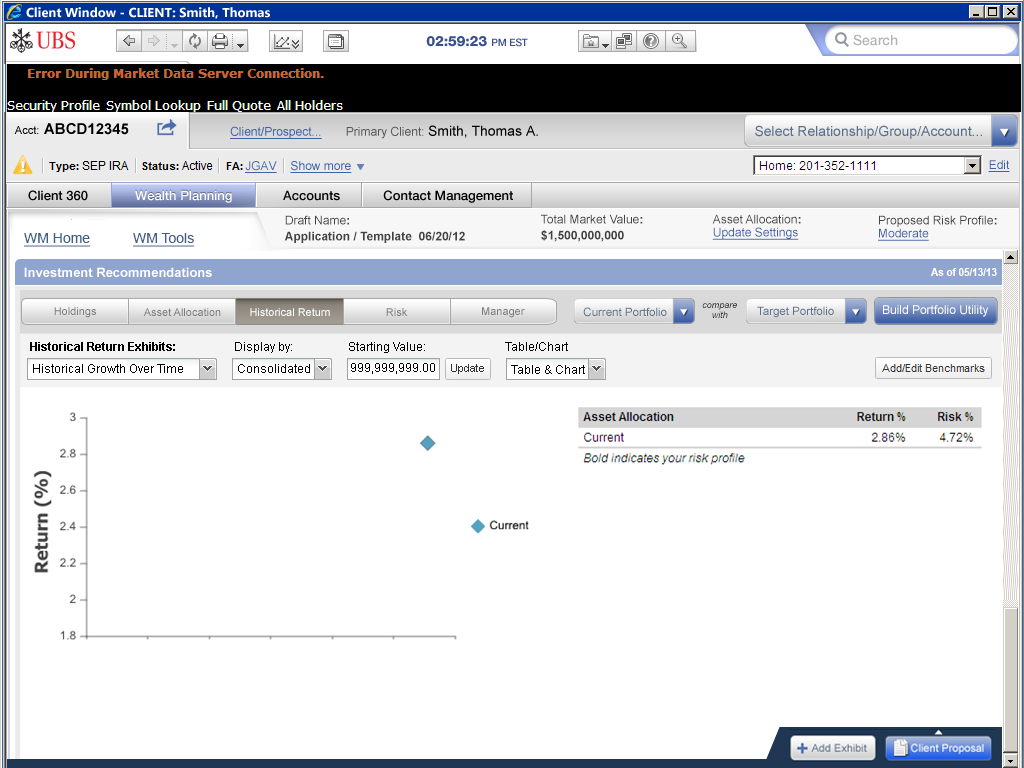 Client Window - CLIENT: Smith, Thomas
UBS
02:59:23 PM EST
Search
Error During Market Data Server Connection.
Security Profile Symbol Lookup Full Quote All Holders
Acct: ABCD12345
Client/Prospect...
Primary Client: Smith, Thomas A.
Select Relationship/Group/Account...
Type: SEP IRA
Status: Active
FA: JGAV
Show more
Home: 201-352-1111
Edit
Client 360
Wealth Planning
Accounts
Contact Management
WM Home
WM Tools
Draft Name:
Application / Template 06/20/12
Total Market Value:
$1,500,000,000
Asset Allocation:
Update Settings
Proposed Risk Profile:
Moderate
Investment Recommendations
As of 05/13/13
Holdings
Asset Allocation
Historical Return
Risk
Manager
Current Portfolio
compare
with
Target Portfolio
Build Portfolio Utility
Historical Return Exhibits:
Historical Growth Over Time
Display by:
Consolidated
Starting Value:
999,999,999.00
Update
Table/Chart
Table & Chart
Add/Edit Benchmarks
Return (%)
3
2.8
2.6
2.4
2.2
2
1.8
Current
Asset Allocation Return % Risk %
Current 2.86% 4.72%
Bold indicates your risk profile
Add Exhibit
Client Proposal